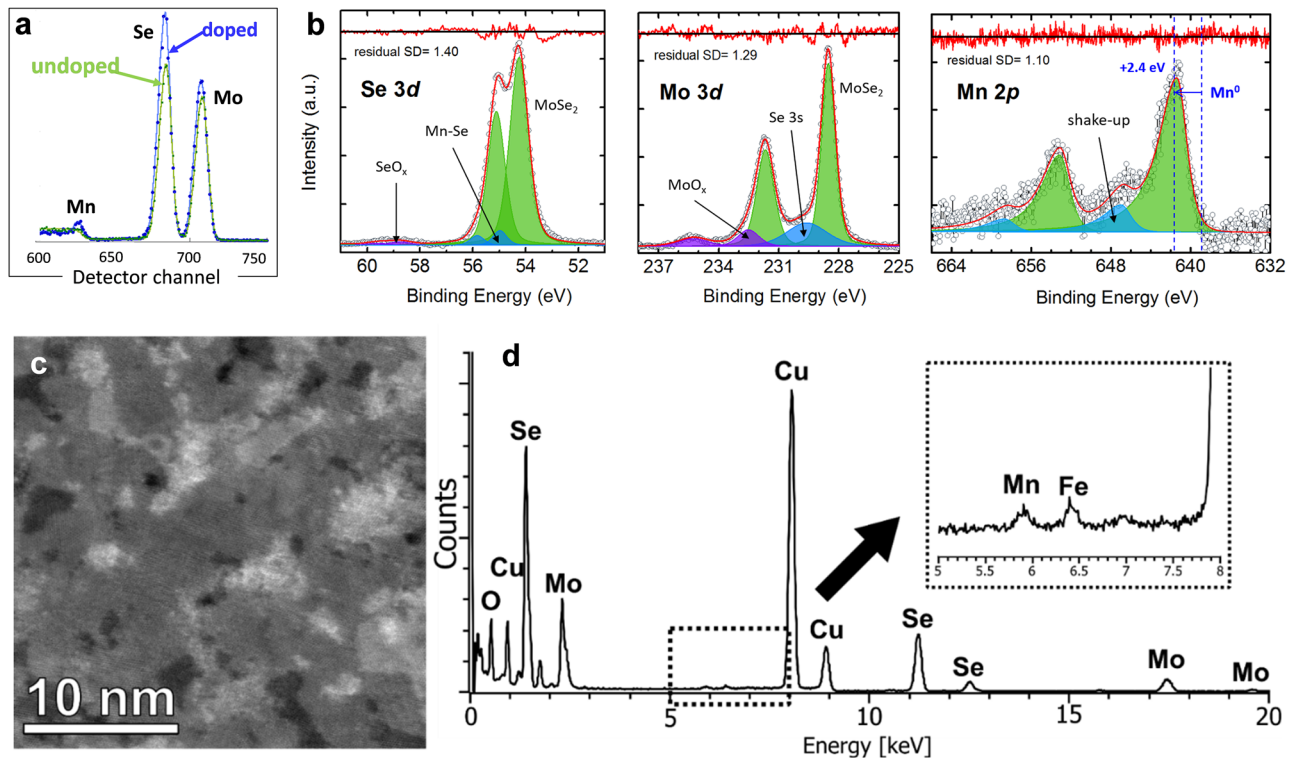 a
Se
doped
undoped
Mo
Mn
600
650
700
750
Detector channel
b
Intensity (a.u.)
residual SD= 1.40
Se 3d
MoSe2
Mn-Se
SeOx
60
58
56
54
52
Binding Energy (eV)
residual SD= 1.29
Mo 3d
MoSe2
Se 3s
MoOx
237
234
231
228
225
Binding Energy (eV)
residual SD= 1.10
+2.4 eV
Mn 2p
Mn0
shake-up
664
656
648
640
632
Binding Energy (eV)
c
10 nm
d
Counts
Cu
Se
Cu
O
Mo
Cu
Se
Se
Mo
Mo
0
5
10
15
20
Energy [keV]
Mn
Fe
5
5.5
6
6.5
7
7.5
8